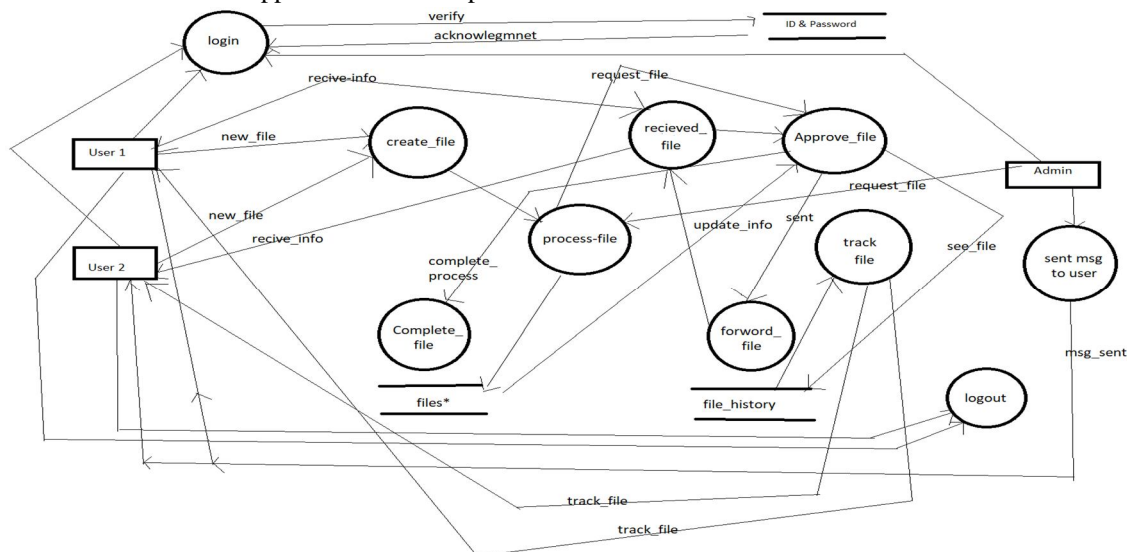 verify
ID & Password
login
acknowlegmnet
recive-info
request_file
User 1
new_file
create_file
recieved_
file
Approve_file
Admin
request_file
new_file
User 2
recive_info
process-file
update_info
sent
track
file
see_file
sent msg
to user
complete_
process
Complete_
file
forword_
file
msg_sent
files*
file_history
logout
track_file
track_file